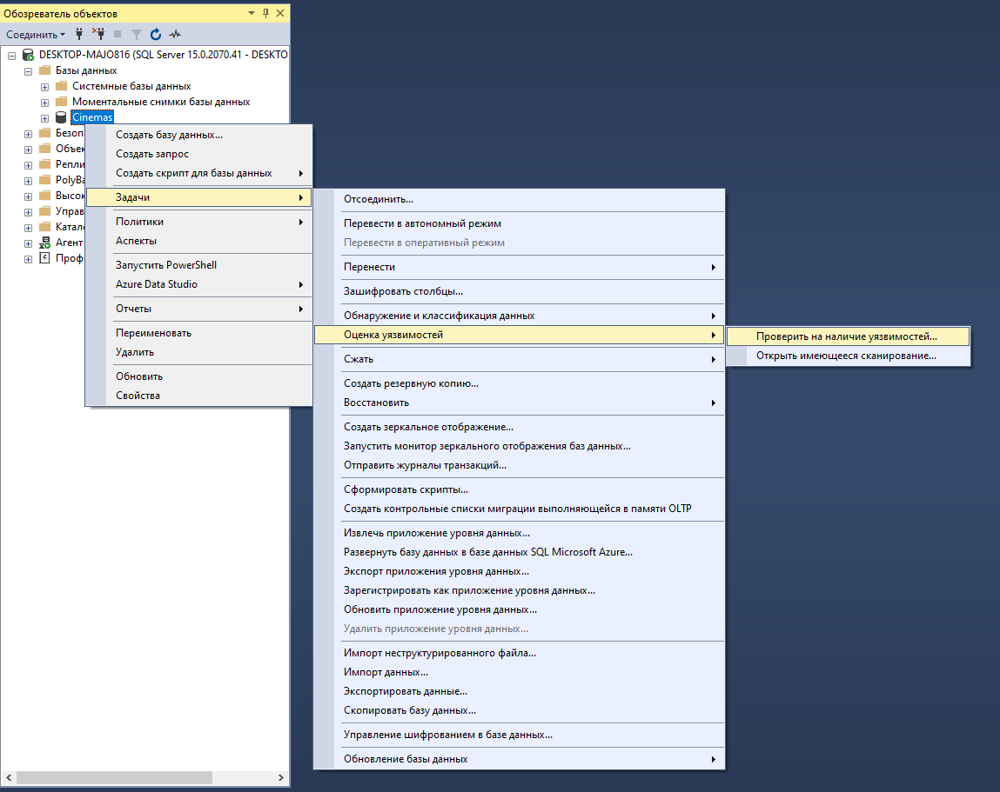 Обозреватель объектов
Соединить
DESKTOP-MAJO816 (SQL Server 15.0.2070.41 - DESKTO
Базы данных
Системные базы данных
Моментальные снимки базы данных
Cinemas
Безоп
Объек
Репли
PolyBa
Высок
Управ
Катал
Агент
Проф
Создать базу данных...
Создать запрос
Создать скрипт для базы данных
Задачи
Политики
Аспекты
Запустить PowerShell
Azure Data Studio
Отчеты
Переименовать
Удалить
Обновить
Свойства
Отсоединить...
Перевести в автономный режим
Перевести в оперативный режим
Перенести
Зашифровать столбцы...
Обнаружение и классификация данных
Оценка уязвимостей
Сжать
Создать резервную копию...
Восстановить
Создать зеркальное отображение...
Запустить монитор зеркального отображения баз данных...
Отправить журналы транзакций...
Сформировать скрипты...
Создать контрольные списки миграции выполняющейся в памяти OLTP
Извлечь приложение уровня данных...
Развернуть базу данных в базе данных SQL Microsoft Azure...
Экспорт приложения уровня данных...
Зарегистрировать как приложение уровня данных...
Обновить приложение уровня данных...
Удалить приложение уровня данных...
Импорт неструктурированного файла...
Импорт данных...
Экспортировать данные...
Скопировать базу данных...
Управление шифрованием в базе данных...
Обновление базы данных
Проверить на наличие уязвимостей...
Открыть имеющееся сканирование...